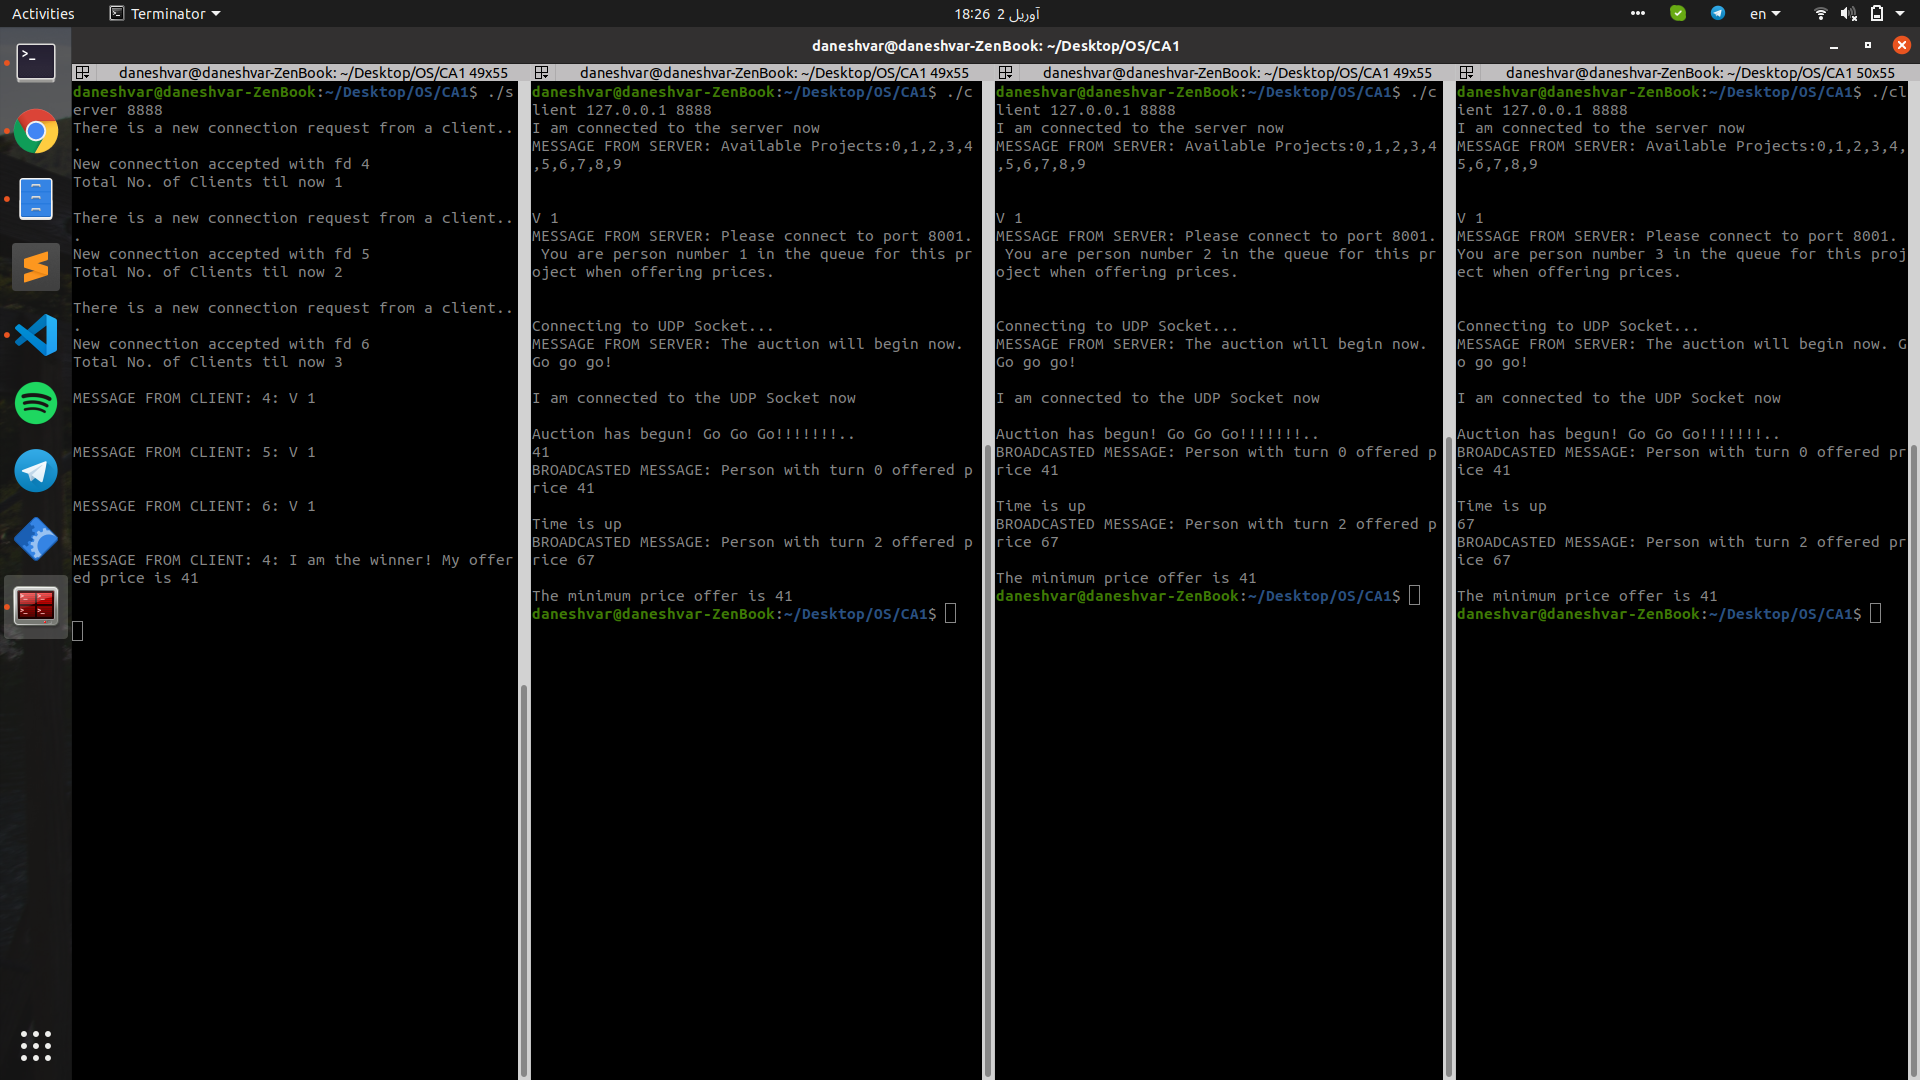 Activities
Terminator
18:26 آوریل 2
en
daneshvar@daneshvar-ZenBook: ~/Desktop/OS/CA1
daneshvar@daneshvar-ZenBook: ~/Desktop/OS/CA1 49x55
daneshvar@daneshvar-ZenBook:~/Desktop/OS/CA1$ ./s
erver 8888
There is a new connection request from a client..
.
New connection accepted with fd 4
Total No. of Clients til now 1
There is a new connection request from a client..
.
New connection accepted with fd 5
Total No. of Clients til now 2
There is a new connection request from a client..
.
New connection accepted with fd 6
Total No. of Clients til now 3
MESSAGE FROM CLIENT: 4: V 1
MESSAGE FROM CLIENT: 5: V 1
MESSAGE FROM CLIENT: 6: V 1
MESSAGE FROM CLIENT: 4: I am the winner! My offer
ed price is 41
daneshvar@daneshvar-ZenBook: ~/Desktop/OS/CA1 49x55
daneshvar@daneshvar-ZenBook:~/Desktop/OS/CA1$ ./c
lient 127.0.0.1 8888
I am connected to the server now
MESSAGE FROM SERVER: Available Projects:0,1,2,3,4
,5,6,7,8,9
V 1
MESSAGE FROM SERVER: Please connect to port 8001.
You are person number 1 in the queue for this pr
oject when offering prices.
Connecting to UDP Socket...
MESSAGE FROM SERVER: The auction will begin now.
Go go go!
I am connected to the UDP Socket now
Auction has begun! Go Go Go!!!!!!!..
41
BROADCASTED MESSAGE: Person with turn 0 offered p
rice 41
Time is up
BROADCASTED MESSAGE: Person with turn 2 offered p
rice 67
The minimum price offer is 41
daneshvar@daneshvar-ZenBook:~/Desktop/OS/CA1$
daneshvar@daneshvar-ZenBook: ~/Desktop/OS/CA1 49x55
daneshvar@daneshvar-ZenBook:~/Desktop/OS/CA1$ ./c
lient 127.0.0.1 8888
I am connected to the server now
MESSAGE FROM SERVER: Available Projects:0,1,2,3,4
,5,6,7,8,9
V 1
MESSAGE FROM SERVER: Please connect to port 8001.
You are person number 2 in the queue for this pr
oject when offering prices.
Connecting to UDP Socket...
MESSAGE FROM SERVER: The auction will begin now.
Go go go!
I am connected to the UDP Socket now
Auction has begun! Go Go Go!!!!!!!..
BROADCASTED MESSAGE: Person with turn 0 offered p
rice 41
Time is up
BROADCASTED MESSAGE: Person with turn 2 offered p
rice 67
The minimum price offer is 41
daneshvar@daneshvar-ZenBook:~/Desktop/OS/CA1$
daneshvar@daneshvar-ZenBook: ~/Desktop/OS/CA1 50x55
daneshvar@daneshvar-ZenBook:~/Desktop/OS/CA1$ ./cl
ient 127.0.0.1 8888
I am connected to the server now
MESSAGE FROM SERVER: Available Projects:0,1,2,3,4,
5,6,7,8,9
V 1
MESSAGE FROM SERVER: Please connect to port 8001.
You are person number 3 in the queue for this proj
ect when offering prices.
Connecting to UDP Socket...
MESSAGE FROM SERVER: The auction will begin now. G
o go go!
I am connected to the UDP Socket now
Auction has begun! Go Go Go!!!!!!!..
BROADCASTED MESSAGE: Person with turn 0 offered pr
ice 41
Time is up
67
BROADCASTED MESSAGE: Person with turn 2 offered pr
ice 67
The minimum price offer is 41
daneshvar@daneshvar-ZenBook:~/Desktop/OS/CA1$